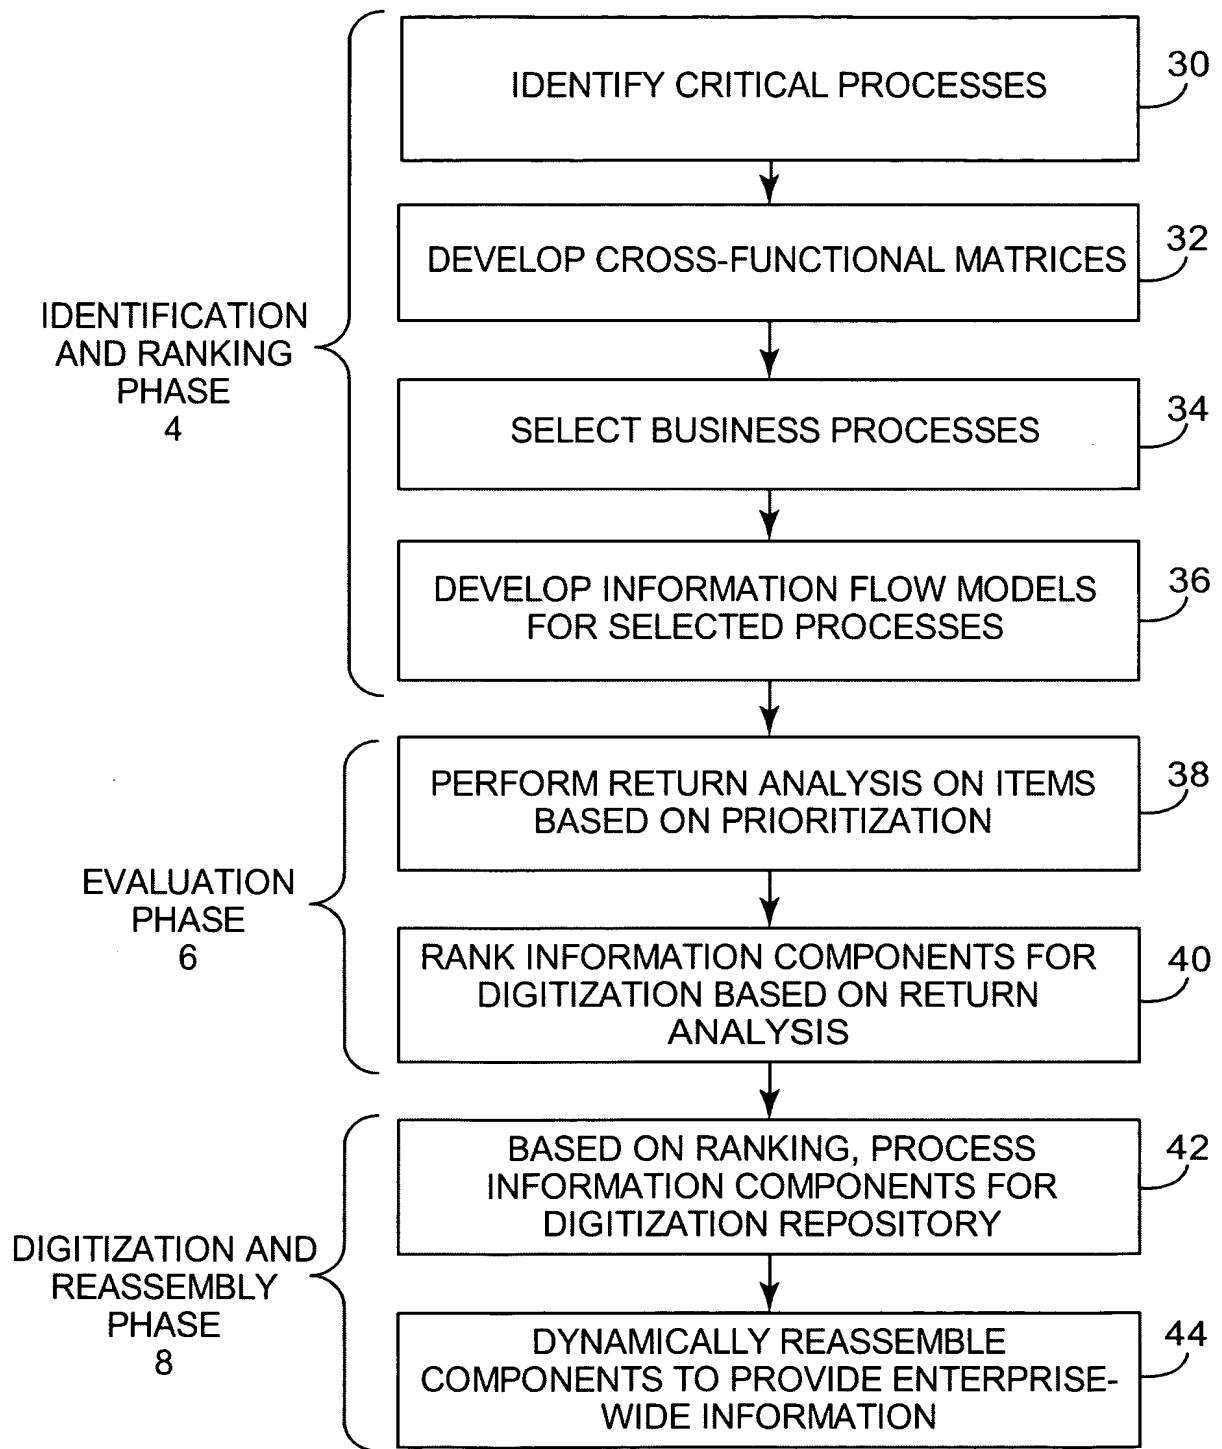 IDENTIFY CRITICAL PROCESSES
30
DEVELOP CROSS-FUNCTIONAL MATRICES
32
IDENTIFICATION
AND RANKING
PHASE
4
SELECT BUSINESS PROCESSES
34
DEVELOP INFORMATION FLOW MODELS
FOR SELECTED PROCESSES
36
PERFORM RETURN ANALYSIS ON ITEMS
BASED ON PRIORITIZATION
38
EVALUATION
PHASE
6
RANK INFORMATION COMPONENTS FOR
DIGITIZATION BASED ON RETURN
ANALYSIS
40
BASED ON RANKING, PROCESS
INFORMATION COMPONENTS FOR
DIGITIZATION REPOSITORY
42
DIGITIZATION AND
REASSEMBLY
PHASE
8
DYNAMICALLY REASSEMBLE
COMPONENTS TO PROVIDE ENTERPRISE-
WIDE INFORMATION
44